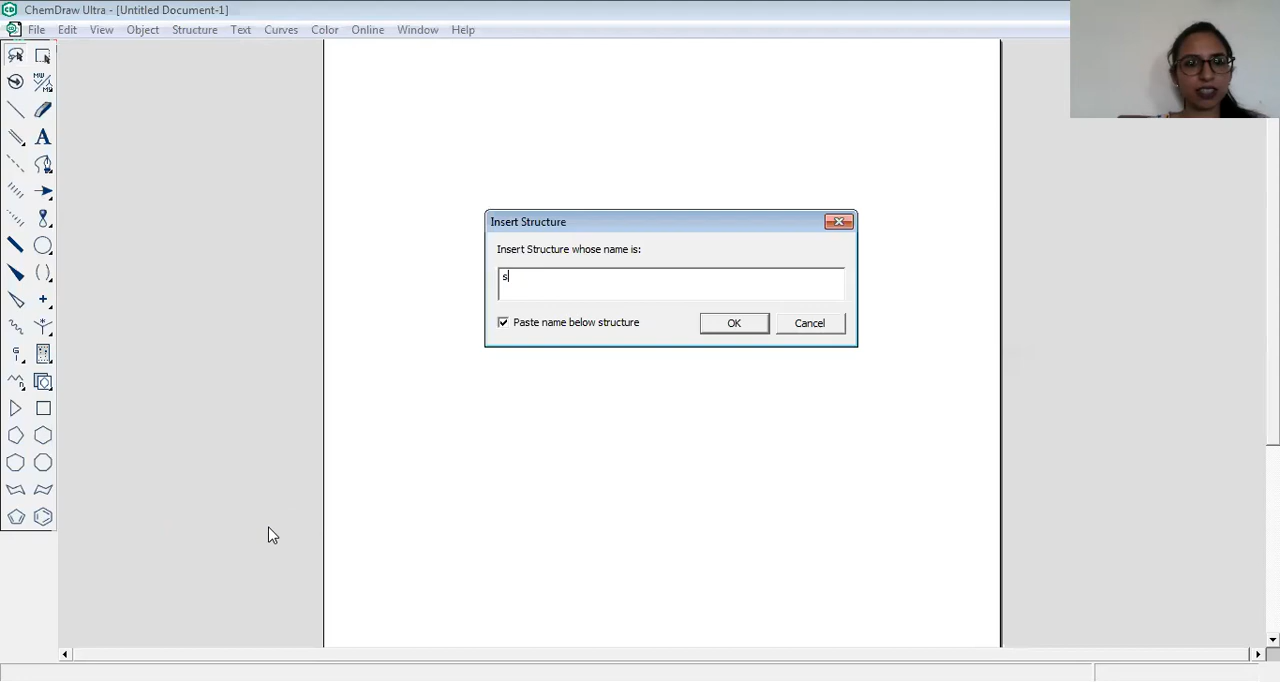 ChemDraw Ultra - [Untitled Document-1]
File Edit View Object Structure Text Curves Color Online Window Help
MW
A
Insert Structure
Insert Structure whose name is:
s
Paste name below structure
OK
Cancel